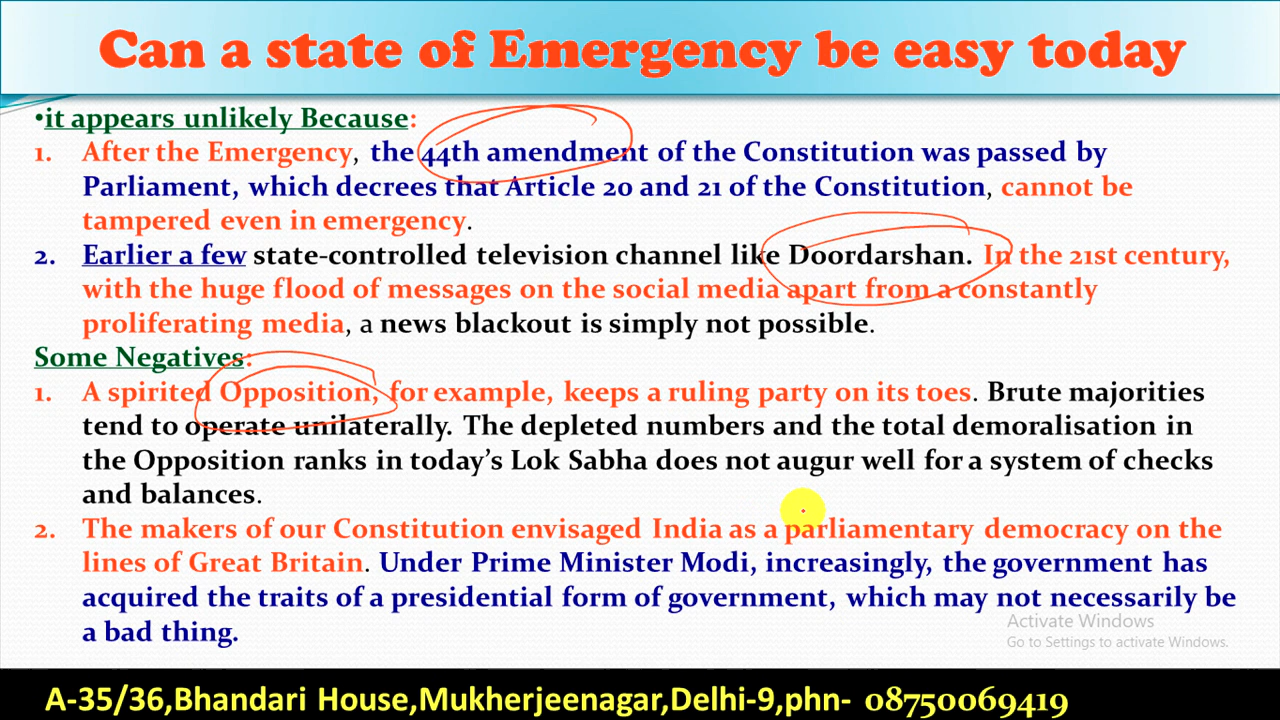 Can a state of Emergency be easy today
•it appears unlikely Because:
1. After the Emergency, the 44th amendment of the Constitution was passed by
Parliament, which decrees that Article 20 and 21 of the Constitution, cannot be
tampered even in emergency.
2. Earlier a few state-controlled television channel like Doordarshan. In the 21st century,
with the huge flood of messages on the social media apart from a constantly
proliferating media, a news blackout is simply not possible.
Some Negatives:
1. A spirited Opposition, for example, keeps a ruling party on its toes. Brute majorities
tend to operate unilaterally. The depleted numbers and the total demoralisation in
the Opposition ranks in today's Lok Sabha does not augur well for a system of checks
and balances.
2. The makers of our Constitution envisaged India as a parliamentary democracy on the
lines of Great Britain. Under Prime Minister Modi, increasingly, the government has
acquired the traits of a presidential form of government, which may not necessarily be
a bad thing.
Activate Windows
Go to Settings to activate Windows.
A-35/36,Bhandari House,Mukherjeenagar,Delhi-9,phn- 08750069419